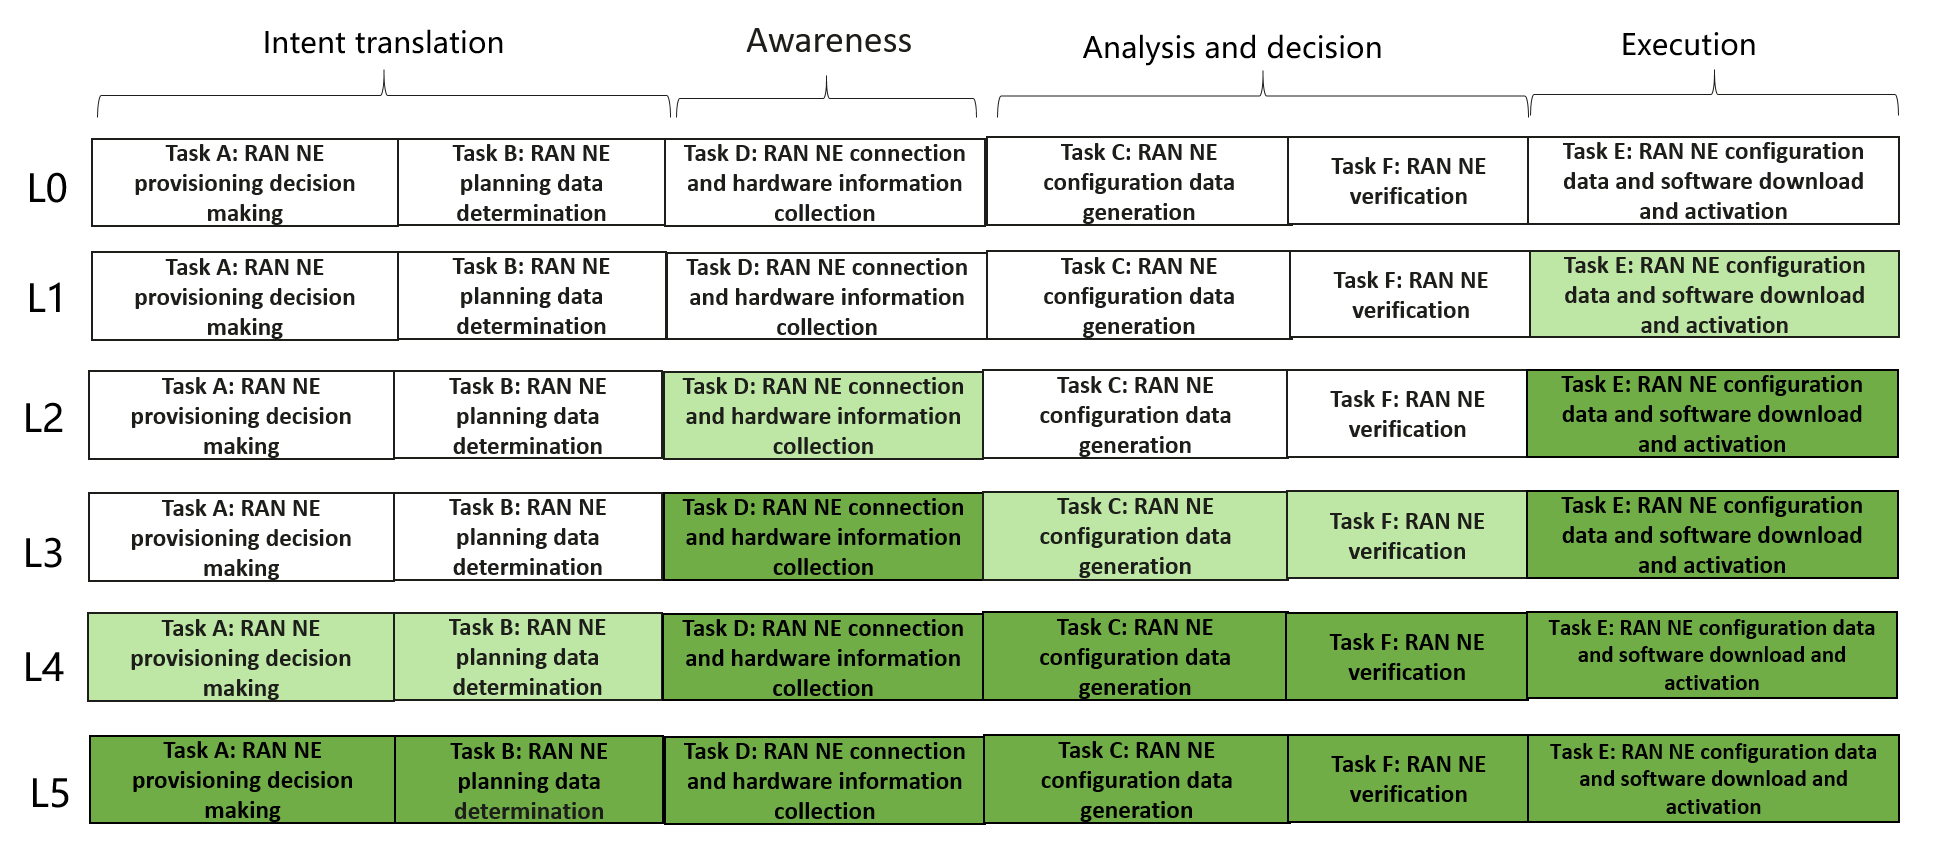 Intent translation
Awareness
Analysis and decision
Execution
L0
Task A: RAN NE
provisioning decision
making
Task B: RAN NE
planning data
determination
Task D: RAN NE connection
and hardware information
collection
Task C: RAN NE
configuration data
generation
Task F: RAN NE
verification
Task E: RAN NE configuration
data and software download
and activation
L1
Task A: RAN NE
provisioning decision
making
Task B: RAN NE
planning data
determination
Task D: RAN NE connection
and hardware information
collection
Task C: RAN NE
configuration data
generation
Task F: RAN NE
verification
Task E: RAN NE configuration
data and software download
and activation
L2
Task A: RAN NE
provisioning decision
making
Task B: RAN NE
planning data
determination
Task D: RAN NE connection
and hardware information
collection
Task C: RAN NE
configuration data
generation
Task F: RAN NE
verification
Task E: RAN NE configuration
data and software download
and activation
L3
Task A: RAN NE
provisioning decision
making
Task B: RAN NE
planning data
determination
Task D: RAN NE connection
and hardware information
collection
Task C: RAN NE
configuration data
generation
Task F: RAN NE
verification
Task E: RAN NE configuration
data and software download
and activation
L4
Task A: RAN NE
provisioning decision
making
Task B: RAN NE
planning data
determination
Task D: RAN NE connection
and hardware information
collection
Task C: RAN NE
configuration data
generation
Task F: RAN NE
verification
Task E: RAN NE configuration data
and software download and
activation
L5
Task A: RAN NE
provisioning decision
making
Task B: RAN NE
planning data
determination
Task D: RAN NE connection
and hardware information
collection
Task C: RAN NE
configuration data
generation
Task F: RAN NE
verification
Task E: RAN NE configuration data
and software download and
activation